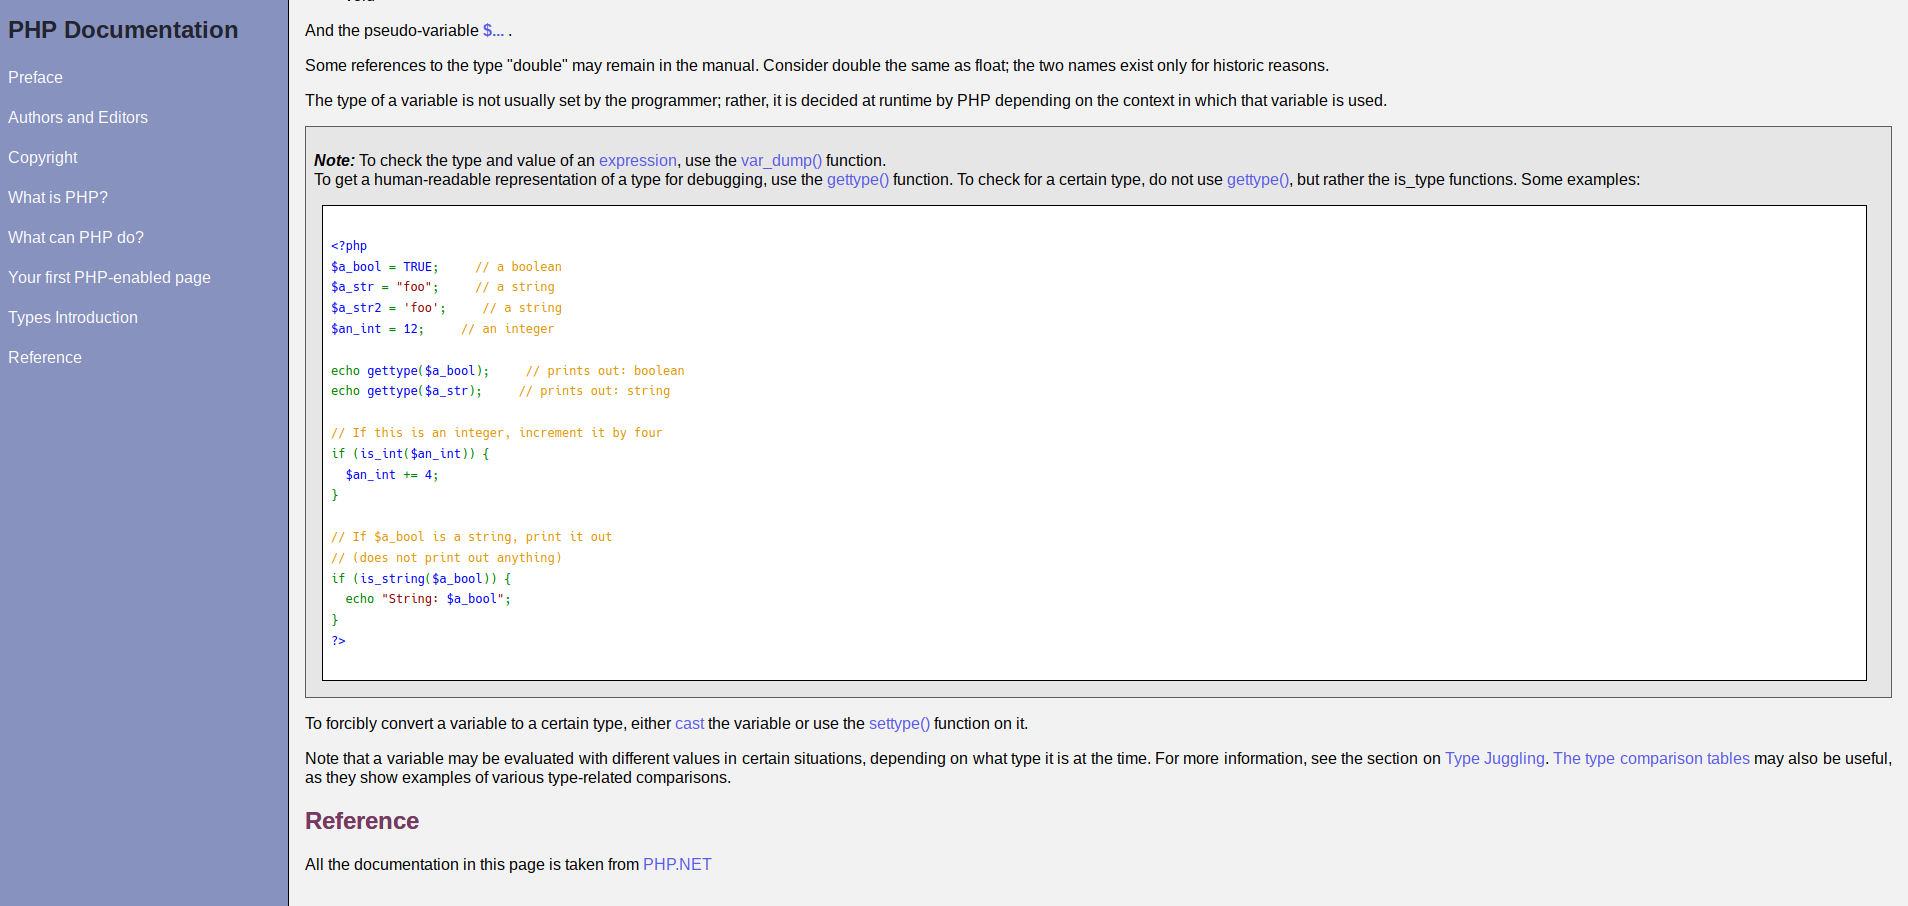 PHP Documentation
Preface
Authors and Editors
Copyright
What is PHP?
What can PHP do?
Your first PHP-enabled page
Types Introduction
Reference
And the pseudo-variable $... .
Some references to the type "double" may remain in the manual. Consider double the same as float; the two names exist only for historic reasons.
The type of a variable is not usually set by the programmer; rather, it is decided at runtime by PHP depending on the context in which that variable is used.
Note: To check the type and value of an expression, use the var_dump() function.
To get a human-readable representation of a type for debugging, use the gettype() function. To check for a certain type, do not use gettype(), but rather the is_type functions. Some examples:
<?php
$a_bool = TRUE;     // a boolean
$a_str = "foo";     // a string
$a_str2 = 'foo';     // a string
$an_int = 12;     // an integer
echo gettype($a_bool);     // prints out: boolean
echo gettype($a_str);     // prints out: string
// If this is an integer, increment it by four
if (is_int($an_int)) {
  $an_int += 4;
}
// If $a_bool is a string, print it out
// (does not print out anything)
if (is_string($a_bool)) {
  echo "String: $a_bool";
}
?>
To forcibly convert a variable to a certain type, either cast the variable or use the settype() function on it.
Note that a variable may be evaluated with different values in certain situations, depending on what type it is at the time. For more information, see the section on Type Juggling. The type comparison tables may also be useful,
as they show examples of various type-related comparisons.
Reference
All the documentation in this page is taken from PHP.NET